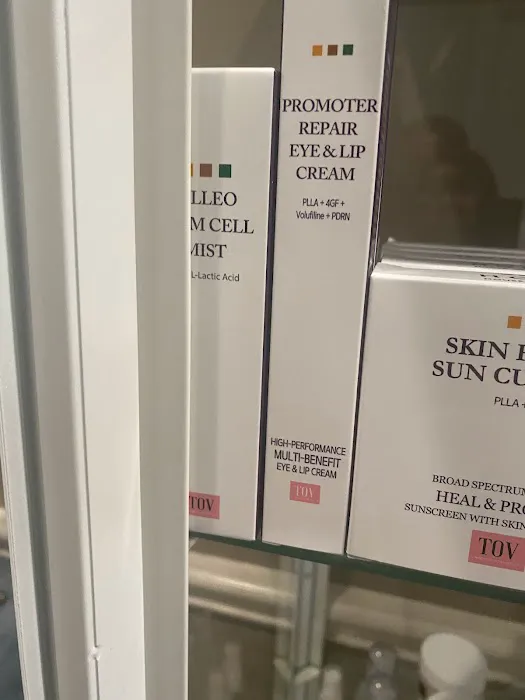 LLEO
M CELL
MIST
L-Lactic Acid
TOV
PROMOTER
REPAIR
EYE & LIP
CREAM
PLLA + 4GF +
Volufiline + PDRN
HIGH-PERFORMANCE
MULTI-BENEFIT
EYE & LIP CREAM
TOV
SKIN
SUN CU
PLLA +
BROAD SPECTRUM
HEAL & PRO
SUNSCREEN WITH SKIN
TOV